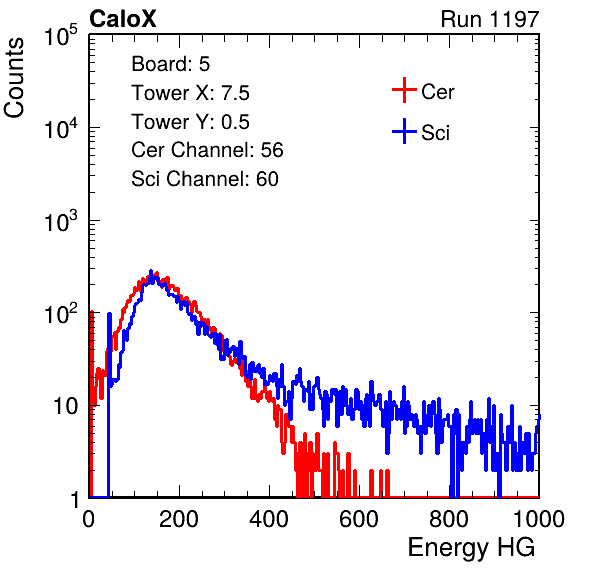 CaloX Run 1197
Counts
10^5
10^4
10^3
10^2
10
1
Board: 5
Tower X: 7.5
Tower Y: 0.5
Cer Channel: 56
Sci Channel: 60
Cer
Sci
0 200 400 600 800 1000
Energy HG